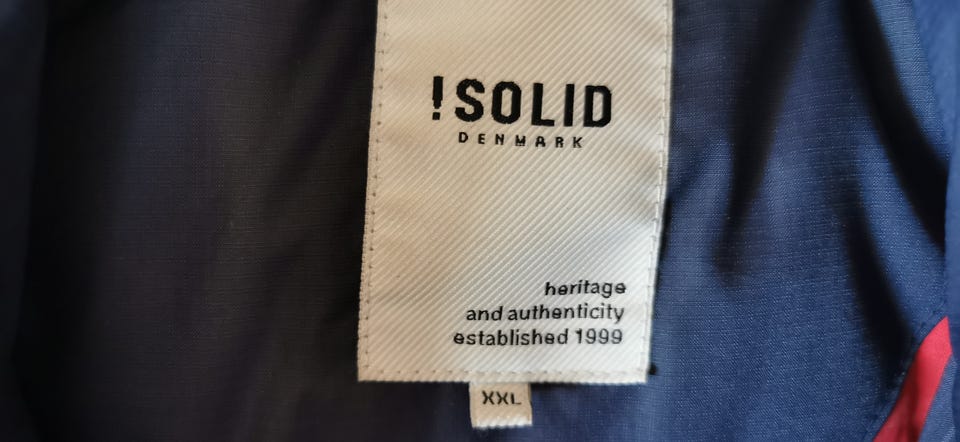 !SOLID
DENMARK
heritage
and authenticity
established 1999
XXL